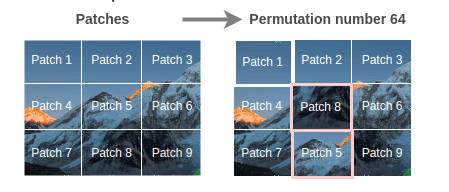 Patches
Permutation number 64
Patch 1 Patch 2 Patch 3
Patch 4 Patch 5 Patch 6
Patch 7 Patch 8 Patch 9
Patch 1 Patch 2 Patch 3
Patch 4 Patch 8 Patch 6
Patch 7 Patch 5 Patch 9